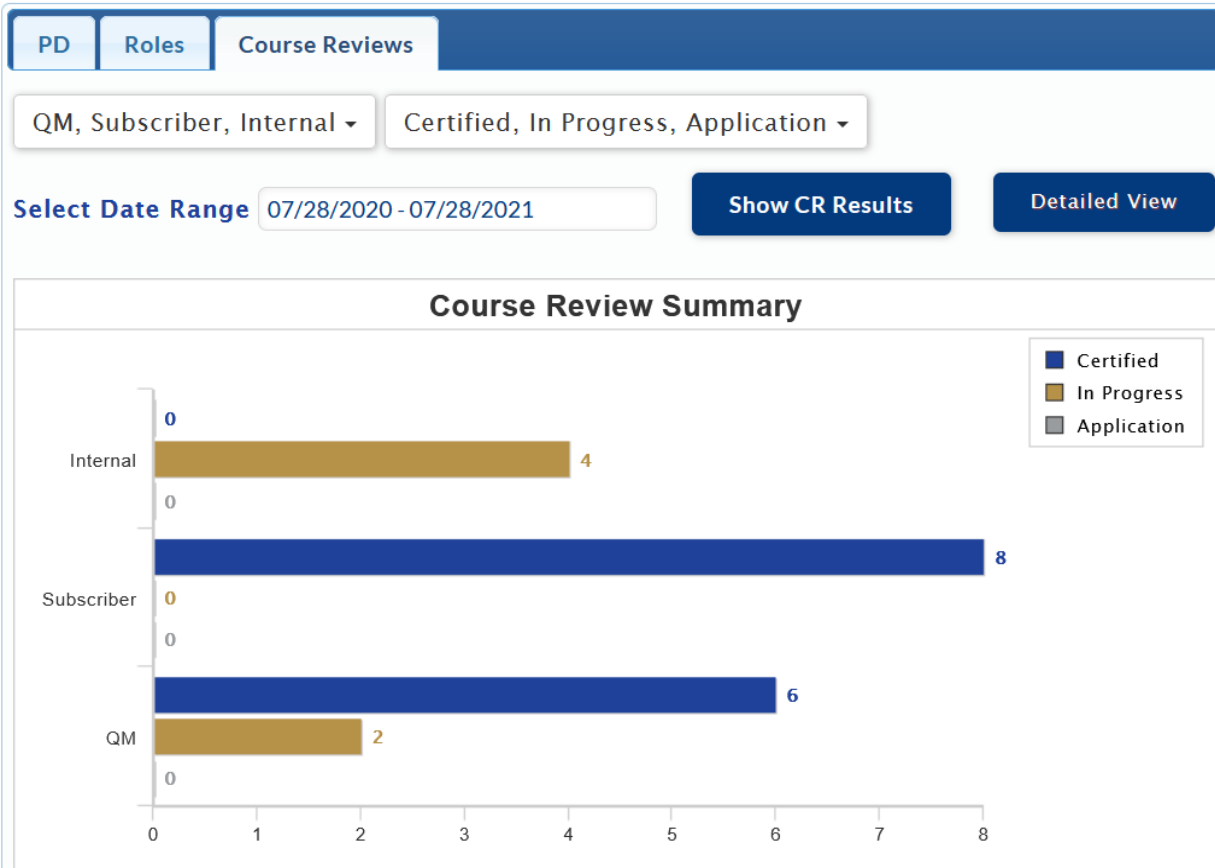 PD Roles Course Reviews
QM, Subscriber, Internal Certified, In Progress, Application
Select Date Range 07/28/2020 - 07/28/2021 Show CR Results Detailed View
Course Review Summary
Certified
In Progress
Application
0
Internal 4
0
8
Subscriber 0
0
6
QM 2
0
0 1 2 3 4 5 6 7 8